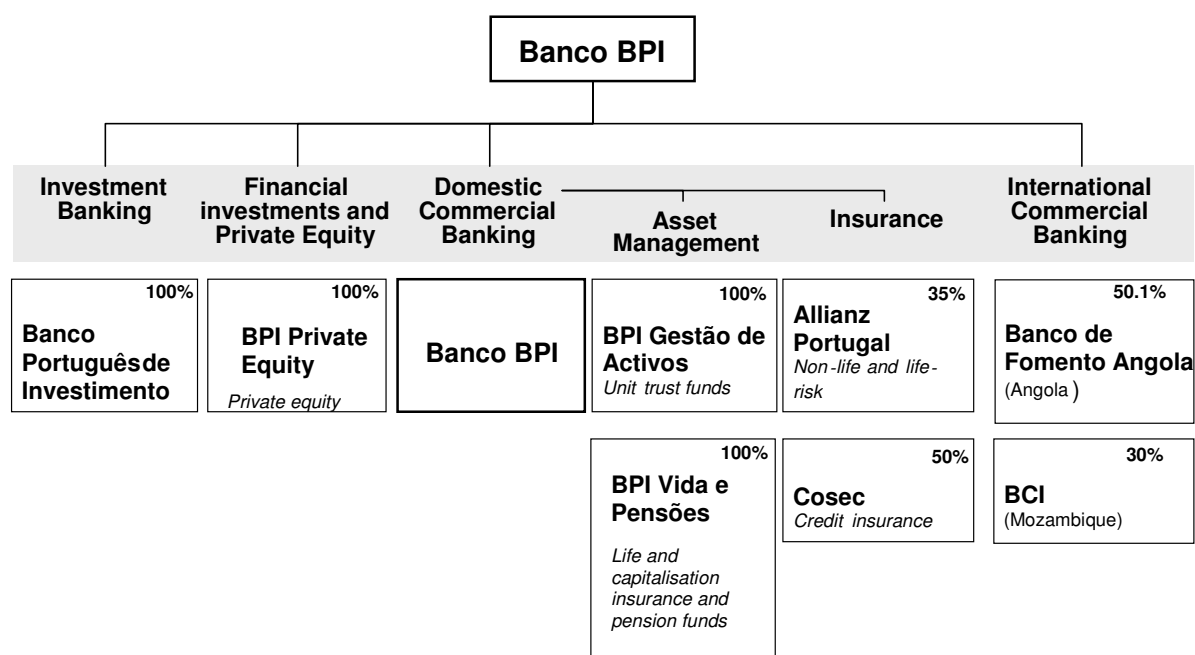 Banco BPI
Investment
Banking
Financial
investments and
Private Equity
Domestic
Commercial
Banking
Asset
Management
Insurance
International
Commercial
Banking
100%
Banco
Português de
Investimento
100%
BPI Private
Equity
Private equity
Banco BPI
100%
BPI Gestão de
Activos
Unit trust funds
35%
Allianz
Portugal
Non-life and life-
risk
50.1%
Banco de
Fomento Angola
(Angola )
100%
BPI Vida e
Pensões
Life and
capitalisation
insurance and
pension funds
50%
Cosec
Credit insurance
30%
BCI
(Mozambique)